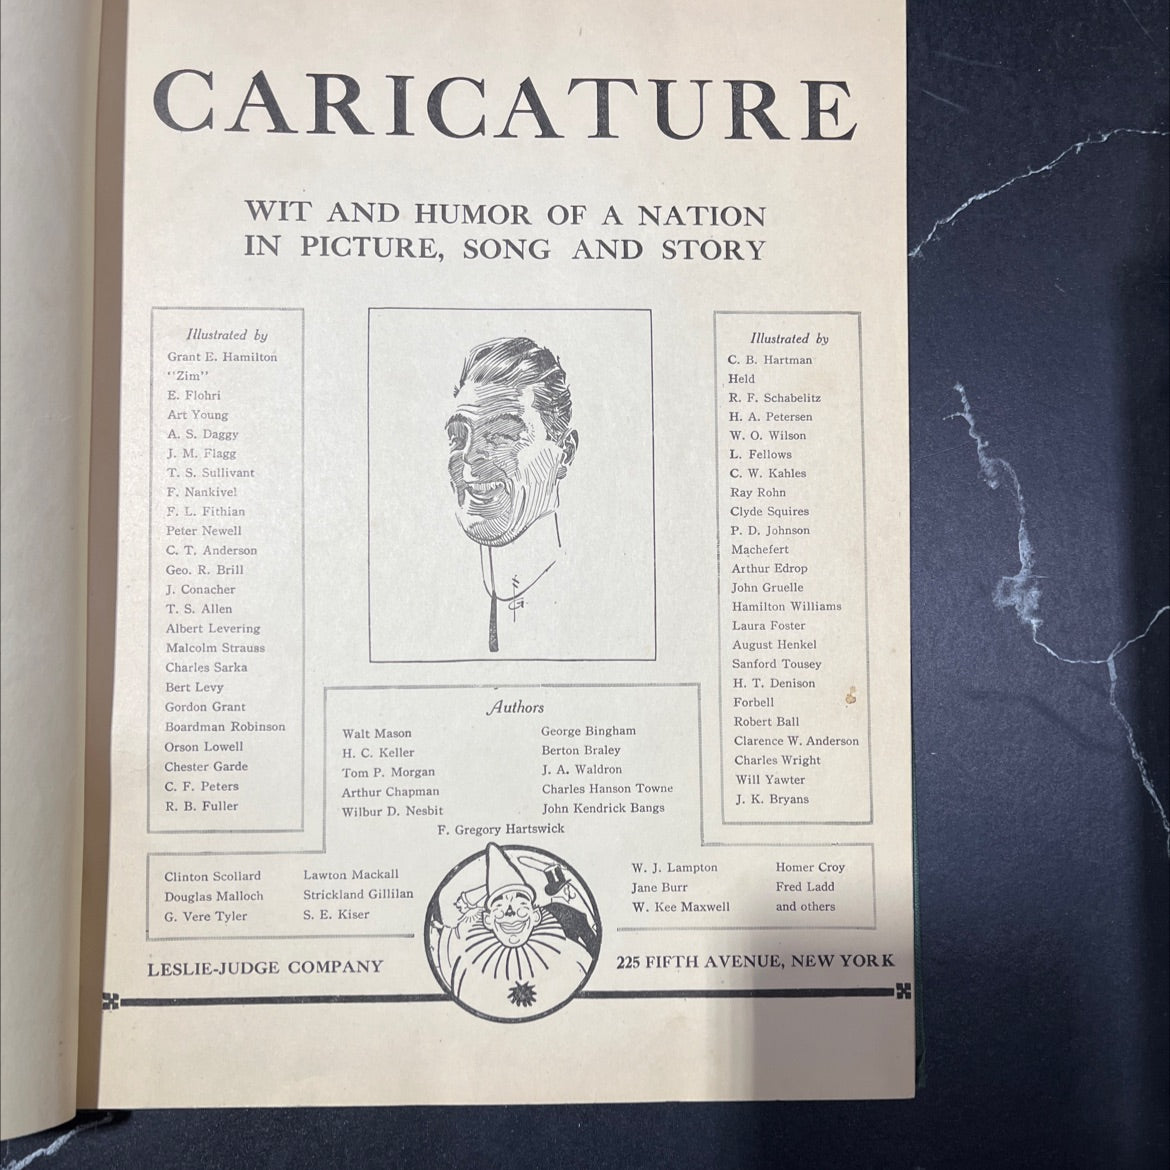 CARICATURE
WIT AND HUMOR OF A NATION
IN PICTURE, SONG AND STORY
Illustrated by
Grant E. Hamilton
"Zim"
E. Flohri
Art Young
A. S. Daggy
J. M. Flagg
T. S. Sullivant
F. Nankivel
F. L. Fithian
Peter Newell
C. T. Anderson
Geo. R. Brill
J. Conacher
T. S. Allen
Albert Levering
Malcolm Strauss
Charles Sarka
Bert Levy
Gordon Grant
Boardman Robinson
Orson Lowell
Chester Garde
C. F. Peters
R. B. Fuller
Illustrated by
C. B. Hartman
Held
R. F. Schabelitz
H. A. Petersen
W. O. Wilson
L. Fellows
C. W. Kahles
Ray Rohn
Clyde Squires
P. D. Johnson
Machefert
Arthur Edrop
John Gruelle
Hamilton Williams
Laura Foster
August Henkel
Sanford Tousey
H. T. Denison
Forbell
Robert Ball
Clarence W. Anderson
Charles Wright
Will Yawter
J. K. Bryans
Authors
Walt Mason
H. C. Keller
Tom P. Morgan
Arthur Chapman
Wilbur D. Nesbit
George Bingham
Berton Braley
J. A. Waldron
Charles Hanson Towne
John Kendrick Bangs
F. Gregory Hartswick
Clinton Scollard
Douglas Malloch
G. Vere Tyler
Lawton Mackall
Strickland Gillilan
S. E. Kiser
W. J. Lampton
Jane Burr
W. Kee Maxwell
Homer Croy
Fred Ladd
and others
LESLIE-JUDGE COMPANY
225 FIFTH AVENUE, NEW YORK